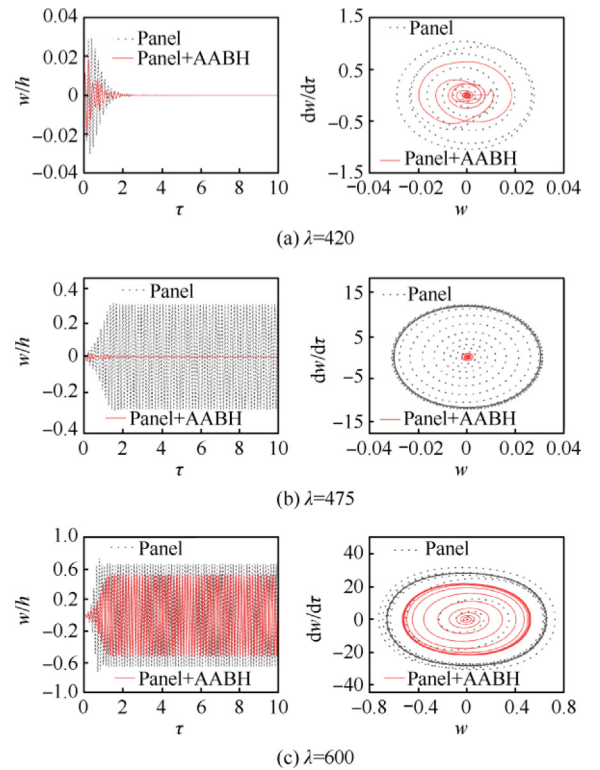 0.04
0.02
0
−0.02
−0.04
w/h
Panel
Panel+AABH
0 2 4 6 8 10
τ
1.5
0.5
0
−0.5
−1.5
dw/dτ
Panel
Panel+AABH
−0.04 −0.02 0 0.02 0.04
w
(a) λ=420
0.4
0.2
0
−0.2
−0.4
w/h
Panel
Panel+AABH
0 2 4 6 8 10
τ
15
5
0
−5
−15
dw/dτ
Panel
Panel+AABH
−0.04 −0.02 0 0.02 0.04
w
(b) λ=475
1.0
0.6
0.2
−0.2
−0.6
−1.0
w/h
Panel
Panel+AABH
0 2 4 6 8 10
τ
40
20
0
−20
−40
dw/dτ
Panel
Panel+AABH
−0.8 −0.4 0 0.4 0.8
w
(c) λ=600